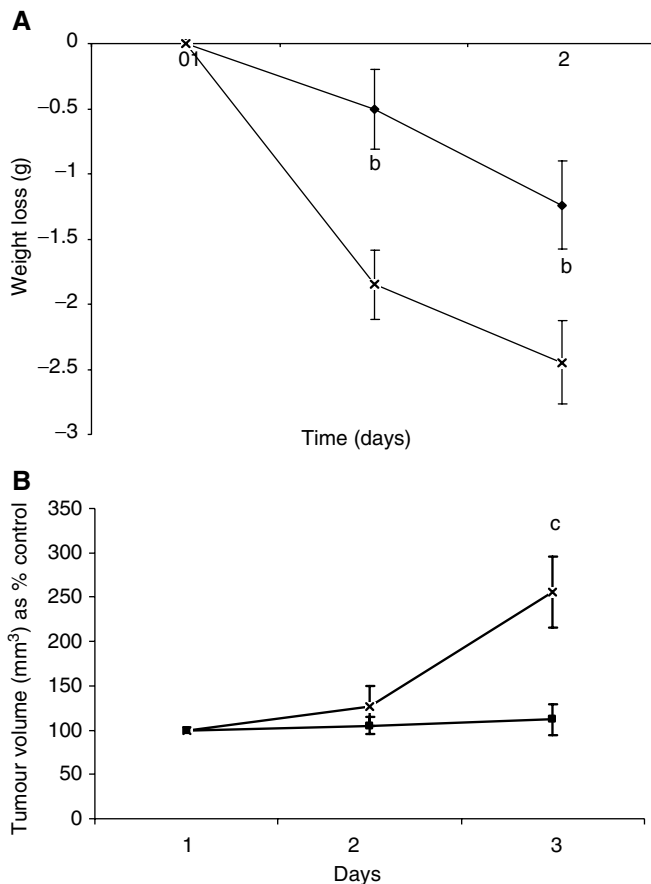 A
0
01
2
–0.5
b
–1
b
–1.5
–2
–2.5
–3
Weight loss (g)
Time (days)
B
350
c
300
250
200
150
100
50
0
Tumour volume (mm³) as % control
1
2
3
Days